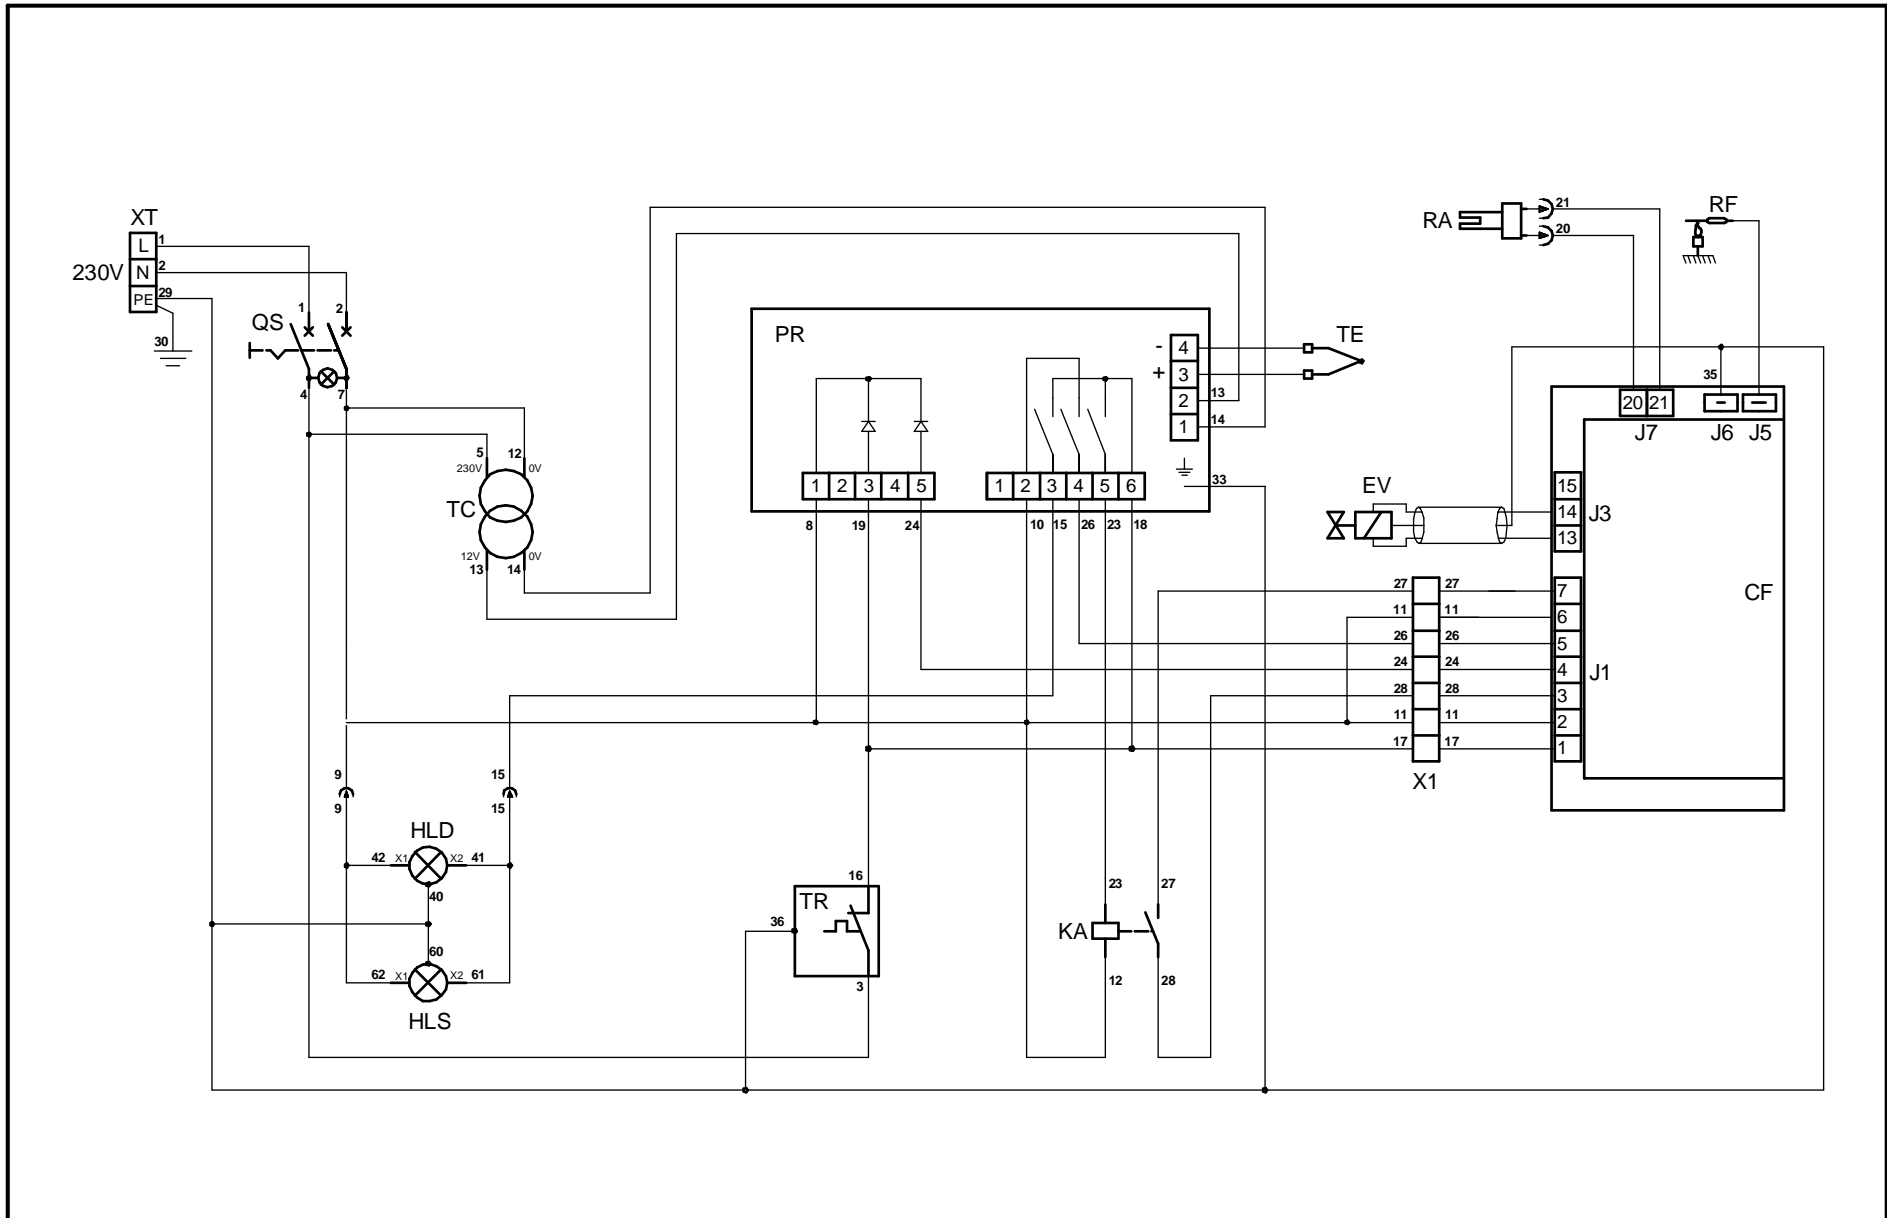 XT
L 1
230V N 2
PE 29
30
QS
1 2
4 7
5 12
230V 0V
TC
12V 0V
13 14
PR
- 4
+ 3
2 13
1 14
33
TE
1 2 3 4 5
8 19 24
1 2 3 4 5 6
10 15 26 23 18
RA
21
20
RF
35
20 21
J7 J6 J5
EV
15
14
13
J3
CF
27 27 7
11 11 6
26 26 5
24 24 4
28 28 3
11 11 2
17 17 1
J1
X1
9 15
9 15
HLD
42 X1 X2 41
40
60
62 X1 X2 61
HLS
16
TR
36
3
23 27
KA
12 28